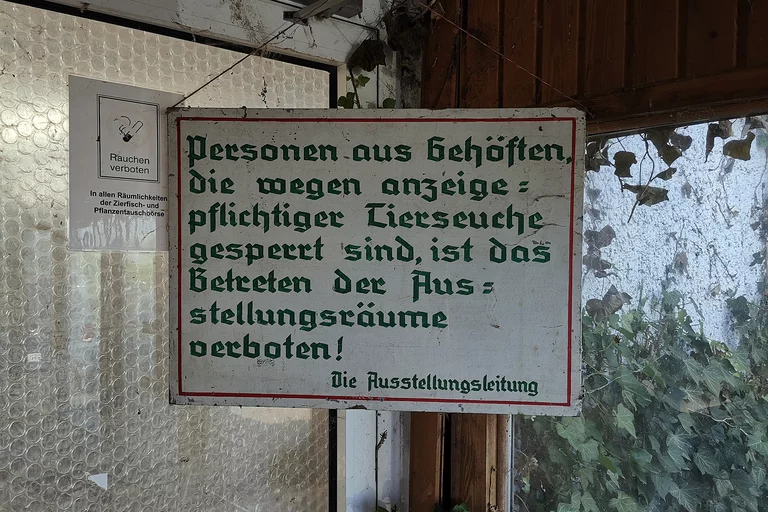 Rauchen
verboten
In allen Räumlichkeiten
der Zierfisch- und
Pflanzentauschbörse
Personen aus Gehöften,
die wegen anzeige=
pflichtiger Tierseuche
gesperrt sind, ist das
Betreten der Aus=
stellungsräume
verboten!
Die Ausstellungsleitung